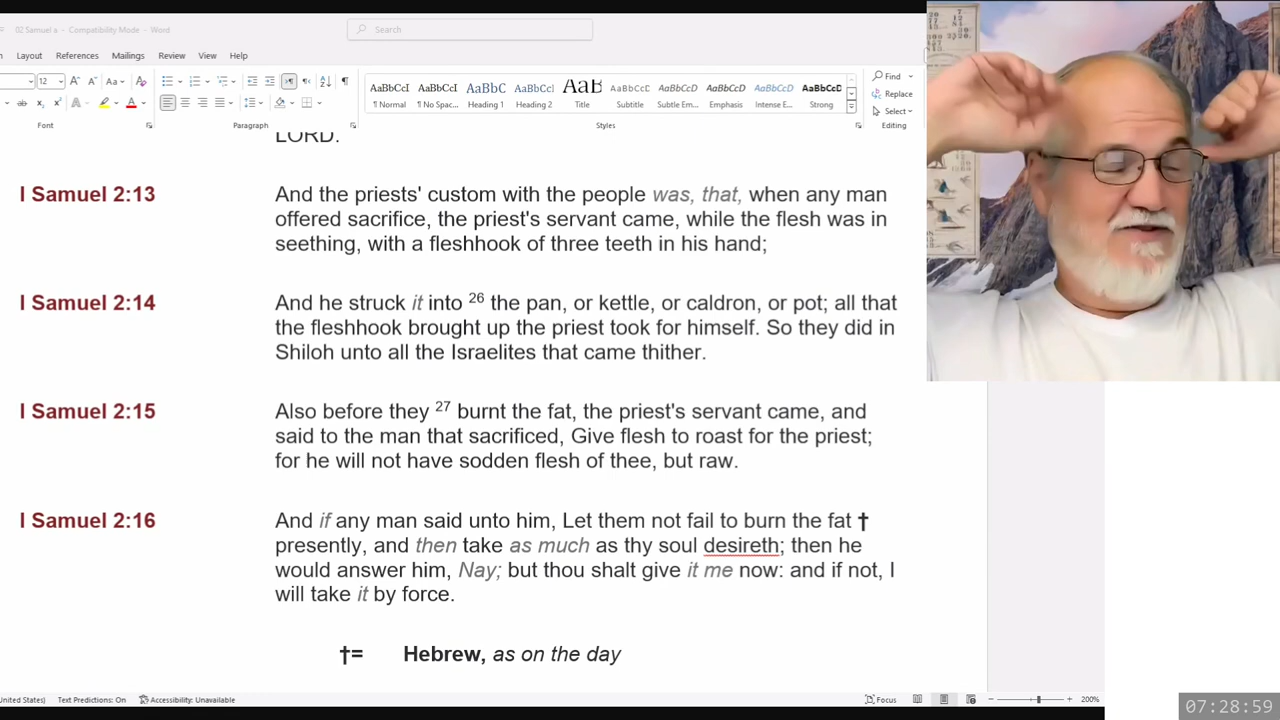 02 Samuel a - Compatibility Mode - Word
Search
Layout References Mailings Review View Help
12 Aa
Find
Replace
Select
AaBbCcI AaBbCcI AaBbC AaBbCcI AaB AaBbCcD AaBbCcD AaBbCcD AaBbCcD AaBbCcD
¶ Normal ¶ No Spac... Heading 1 Heading 2 Title Subtitle Subtle Em... Emphasis Intense E... Strong
Font Paragraph Styles Editing
LORD.
I Samuel 2:13 And the priests' custom with the people was, that, when any man
offered sacrifice, the priest's servant came, while the flesh was in
seething, with a fleshhook of three teeth in his hand;
I Samuel 2:14 And he struck it into 26 the pan, or kettle, or caldron, or pot; all that
the fleshhook brought up the priest took for himself. So they did in
Shiloh unto all the Israelites that came thither.
I Samuel 2:15 Also before they 27 burnt the fat, the priest's servant came, and
said to the man that sacrificed, Give flesh to roast for the priest;
for he will not have sodden flesh of thee, but raw.
I Samuel 2:16 And if any man said unto him, Let them not fail to burn the fat †
presently, and then take as much as thy soul desireth; then he
would answer him, Nay; but thou shalt give it me now: and if not, I
will take it by force.
†= Hebrew, as on the day
United States) Text Predictions: On Accessibility: Unavailable Focus 200%
07:28:59